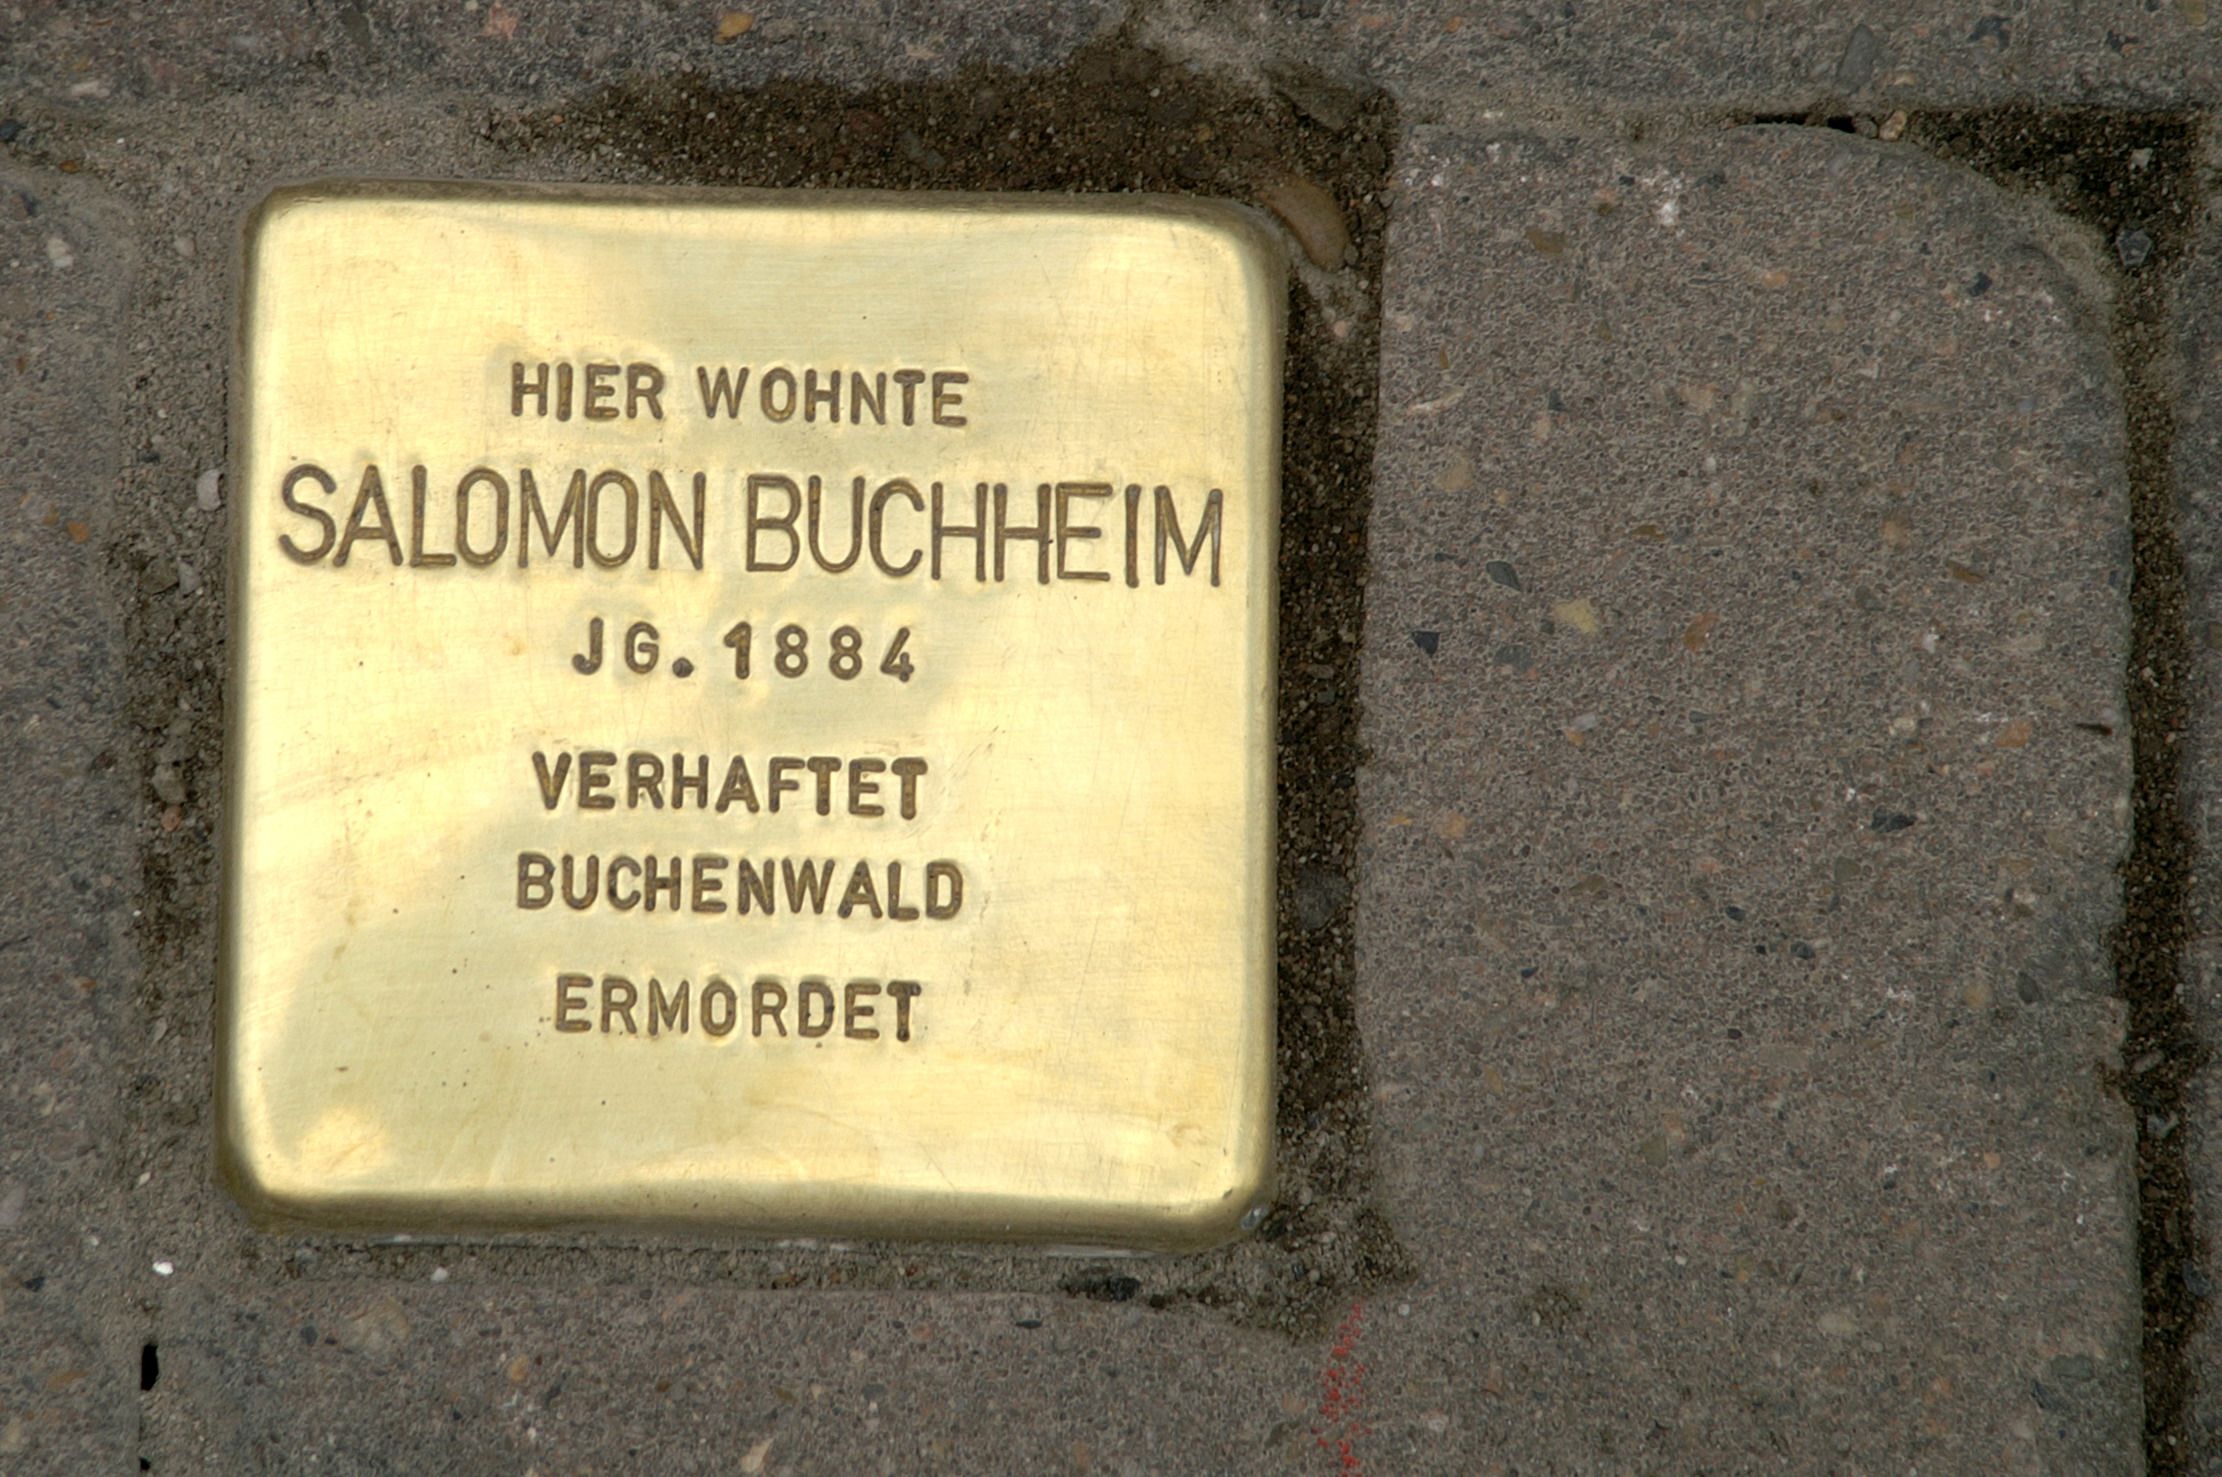 HIER WOHNTE
SALOMON BUCHHEIM
JG. 1884
VERHAFTET
BUCHENWALD
ERMORDET